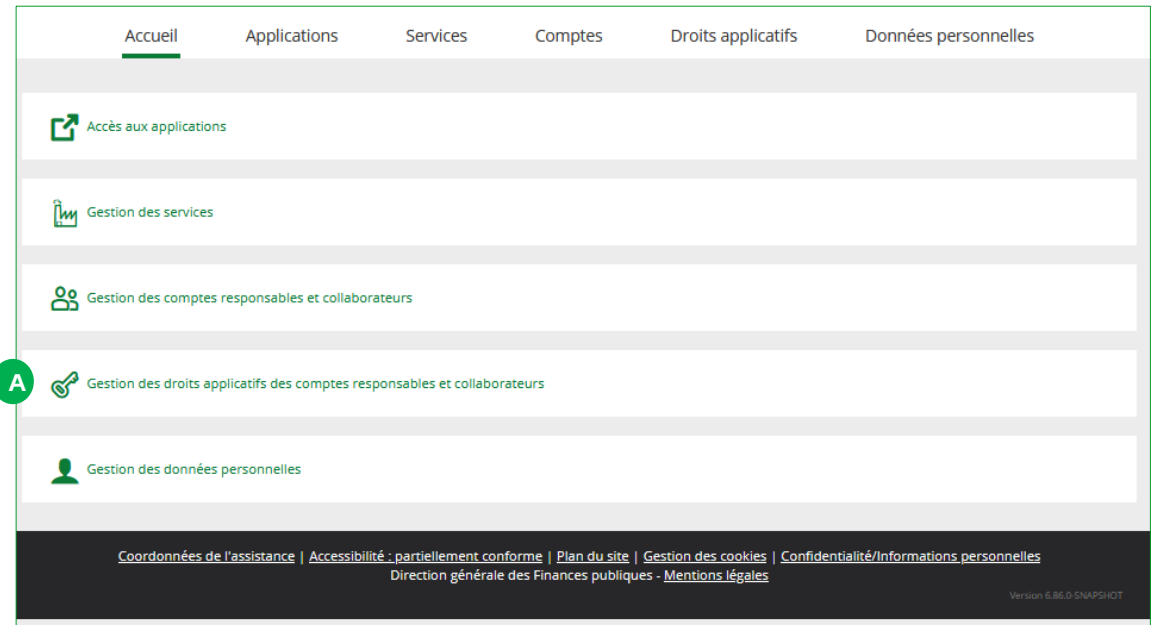 Accueil Applications Services Comptes Droits applicatifs Données personnelles
Accès aux applications
Gestion des services
Gestion des comptes responsables et collaborateurs
A Gestion des droits applicatifs des comptes responsables et collaborateurs
Gestion des données personnelles
Coordonnées de l'assistance | Accessibilité : partiellement conforme | Plan du site | Gestion des cookies | Confidentialité/Informations personnelles
Direction générale des Finances publiques - Mentions légales
Version 6.86.0-SNAPSHOT